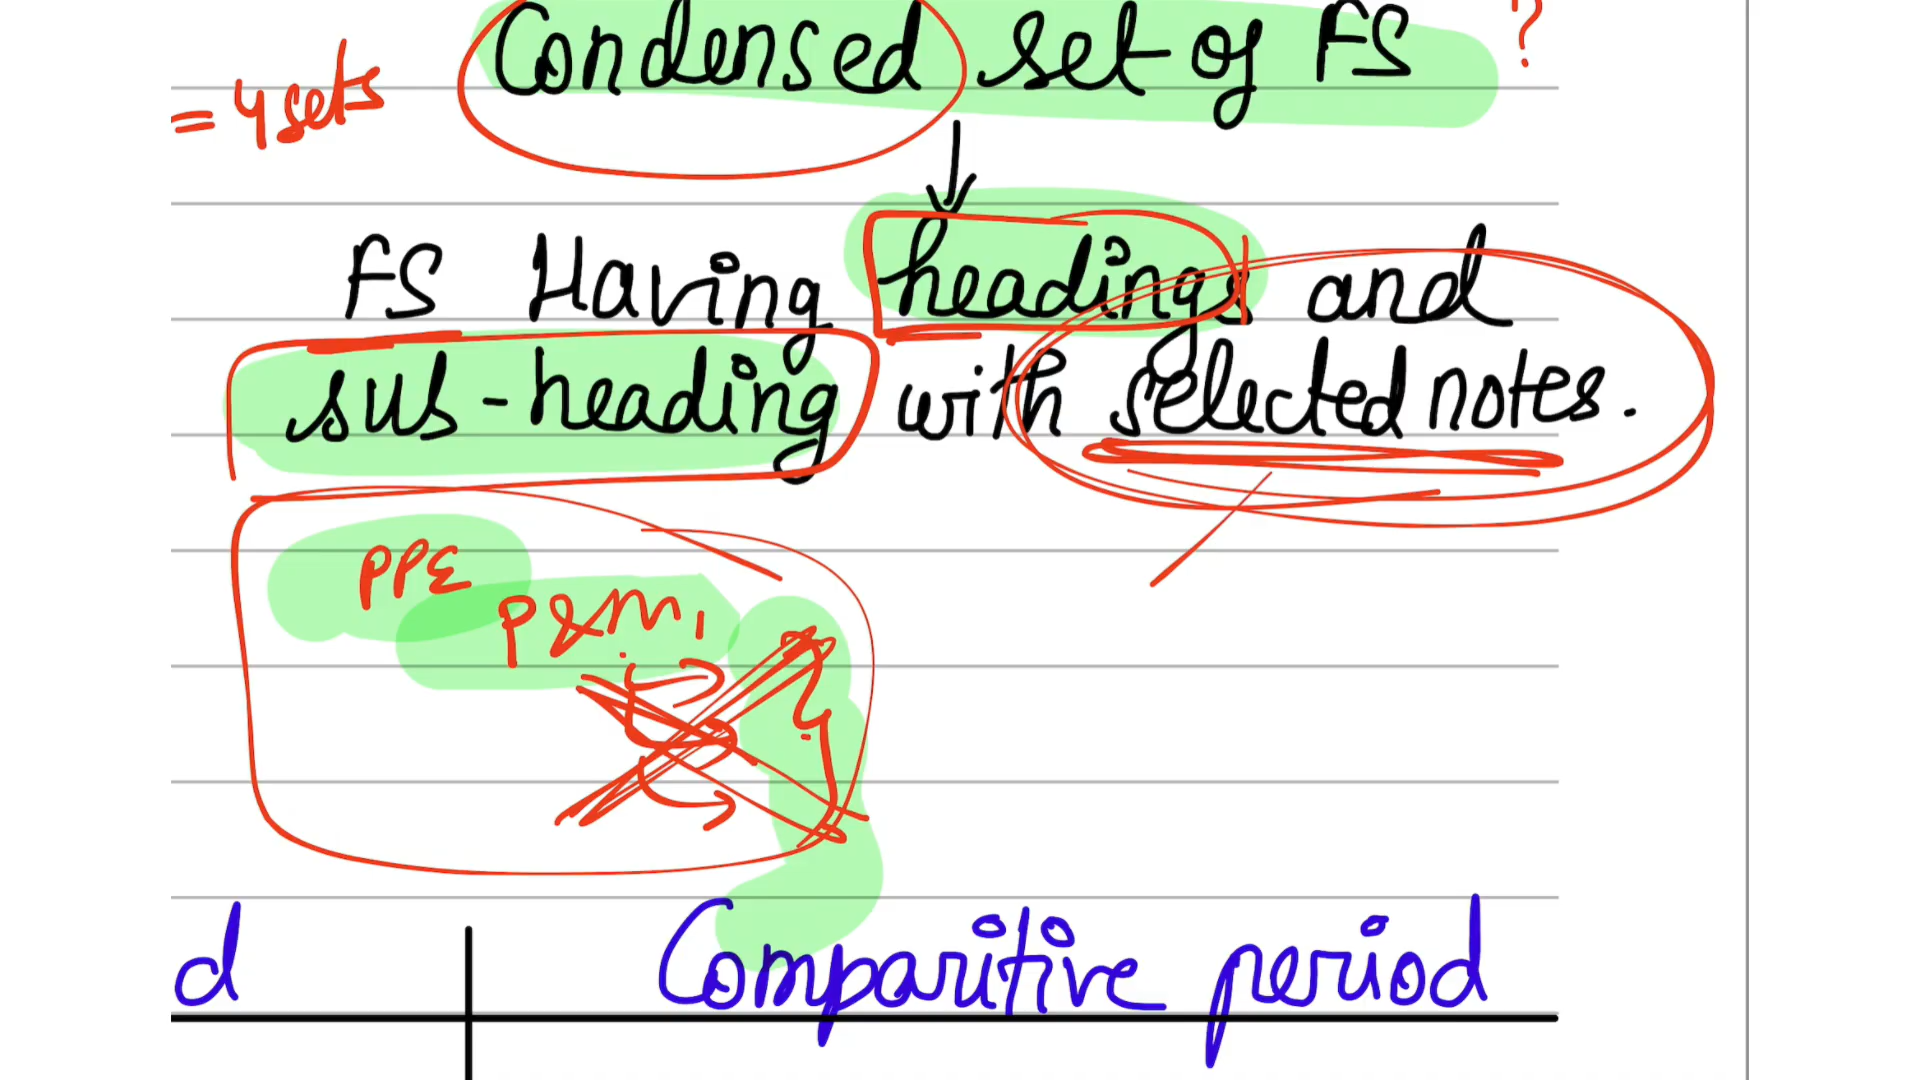 Condensed set of FS ?
= 4 sets
FS Having headings and
sub-heading with selected notes.
PPE
P&M,
d
Comparitive period